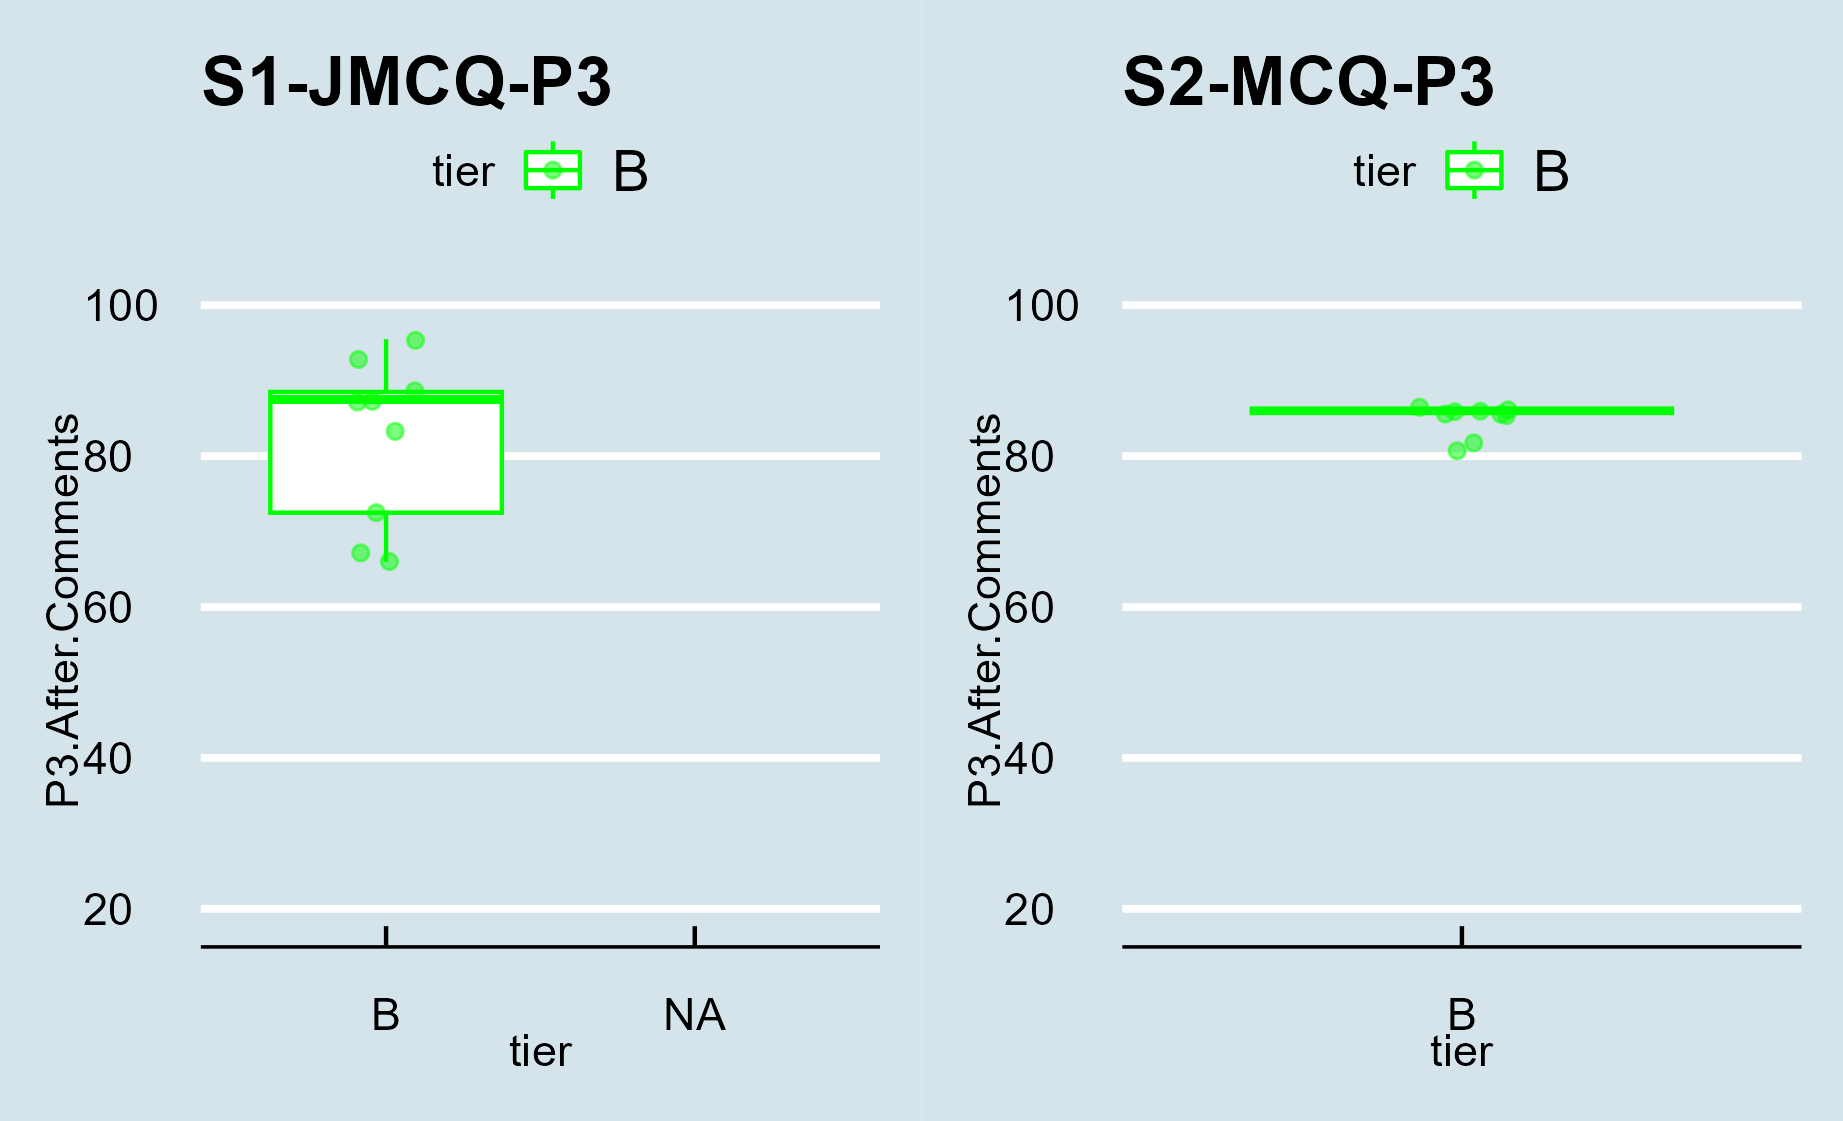 S1-JMCQ-P3
tier B
100
80
60
40
20
P3.After.Comments
B NA
tier
S2-MCQ-P3
tier B
100
80
60
40
20
P3.After.Comments
B
tier